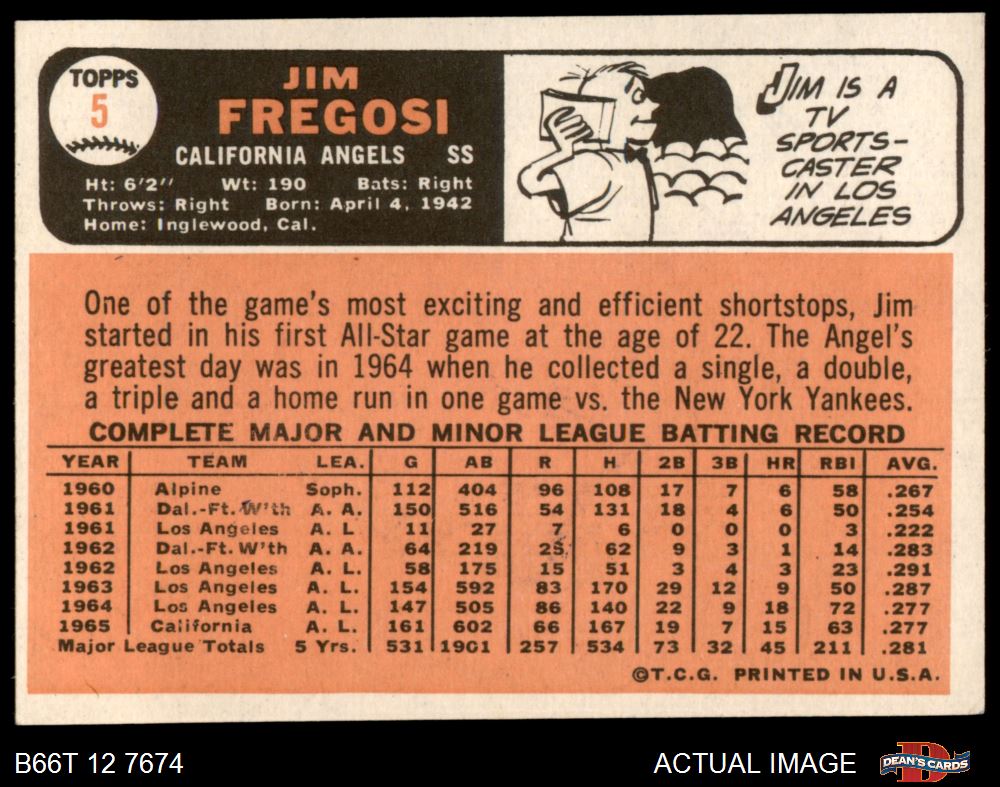 TOPPS
5
JIM
FREGOSI
CALIFORNIA ANGELS SS
Ht: 6'2" Wt: 190 Bats: Right
Throws: Right Born: April 4, 1942
Home: Inglewood, Cal.
JIM IS A
TV
SPORTS-
CASTER
IN LOS
ANGELES
One of the game's most exciting and efficient shortstops, Jim
started in his first All-Star game at the age of 22. The Angel's
greatest day was in 1964 when he collected a single, a double,
a triple and a home run in one game vs. the New York Yankees.
COMPLETE MAJOR AND MINOR LEAGUE BATTING RECORD
YEAR TEAM LEA. G AB R H 2B 3B HR RBI AVG.
1960 Alpine Soph. 112 404 96 108 17 7 6 58 .267
1961 Dal.-Ft. W'th A. A. 150 516 54 131 18 4 6 50 .254
1961 Los Angeles A. L 11 27 7 6 0 0 0 3 .222
1962 Dal.-Ft. W'th A. A. 64 219 25 62 9 3 1 14 .283
1962 Los Angeles A. L. 58 175 15 51 3 4 3 23 .291
1963 Los Angeles A. L. 154 592 83 170 29 12 9 50 .287
1964 Los Angeles A. L. 147 505 86 140 22 9 18 72 .277
1965 California A. L. 161 602 66 167 19 7 15 63 .277
Major League Totals 5 Yrs. 531 1901 257 534 73 32 45 211 .281
©T.C.G. PRINTED IN U.S.A.
B66T 12 7674
ACTUAL IMAGE
DEAN'S CARDS